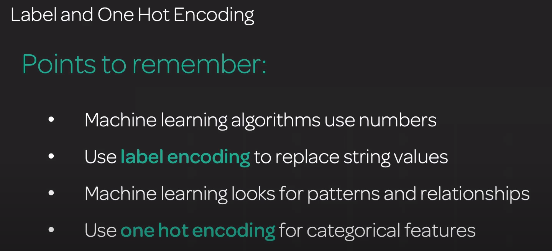 Label and One Hot Encoding
Points to remember:
• Machine learning algorithms use numbers
• Use label encoding to replace string values
• Machine learning looks for patterns and relationships
• Use one hot encoding for categorical features